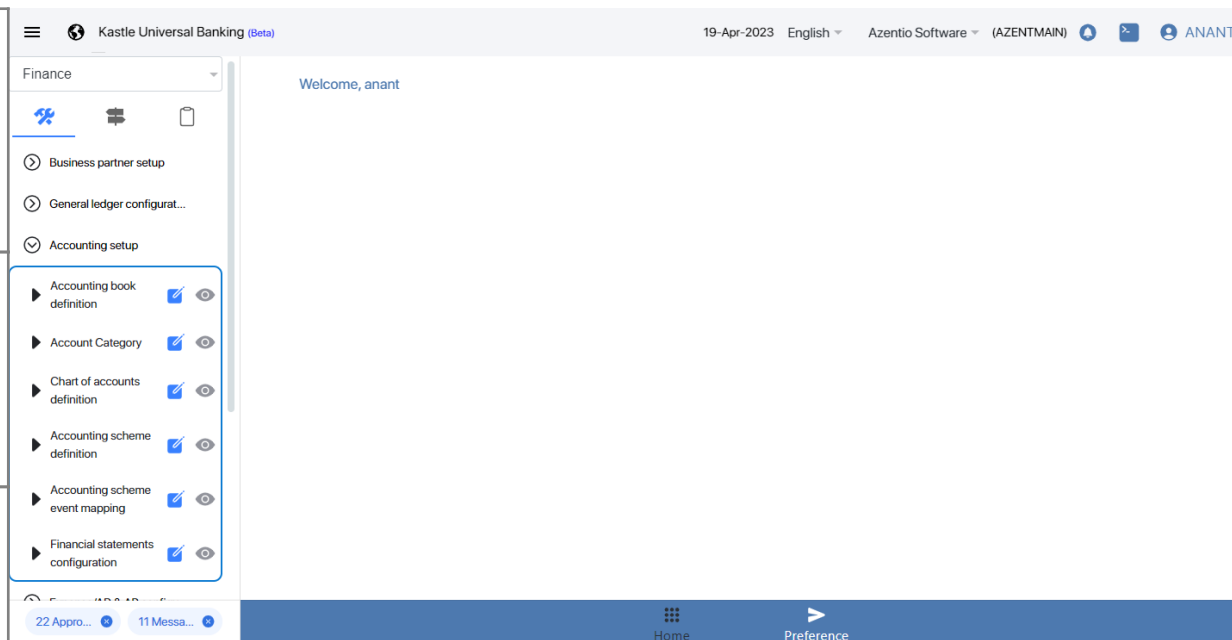 Kastle Universal Banking (Beta)
19-Apr-2023 English Azentio Software (AZENTMAIN) ANANT
Finance
Welcome, anant
Business partner setup
General ledger configurat...
Accounting setup
Accounting book
definition
Account Category
Chart of accounts
definition
Accounting scheme
definition
Accounting scheme
event mapping
Financial statements
configuration
22 Appro... 11 Messa...
Home
Preference